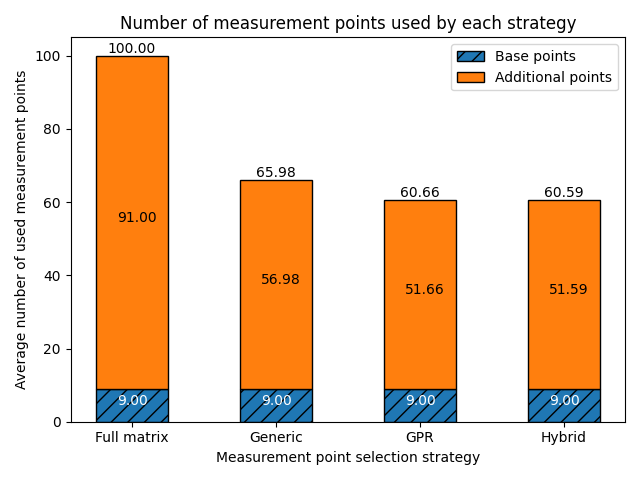 Number of measurement points used by each strategy
Base points
Additional points
Average number of used measurement points
100
80
60
40
20
0
100.00
65.98
60.66
60.59
91.00
56.98
51.66
51.59
9.00
9.00
9.00
9.00
Full matrix
Generic
GPR
Hybrid
Measurement point selection strategy